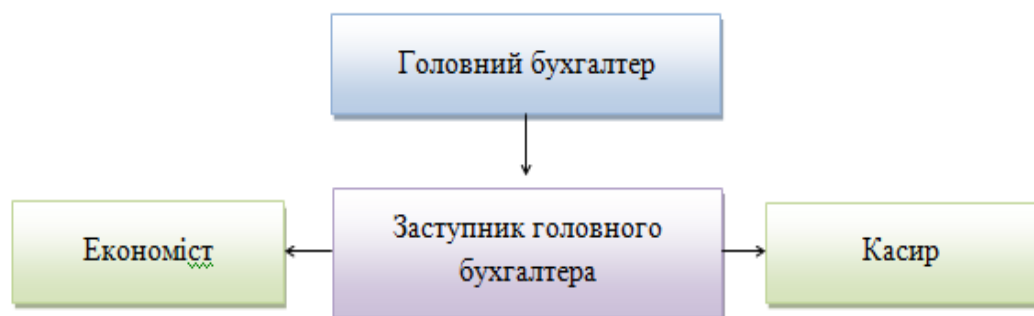 Головний бухгалтер
Заступник головного
бухгалтера
Економіст
Касир